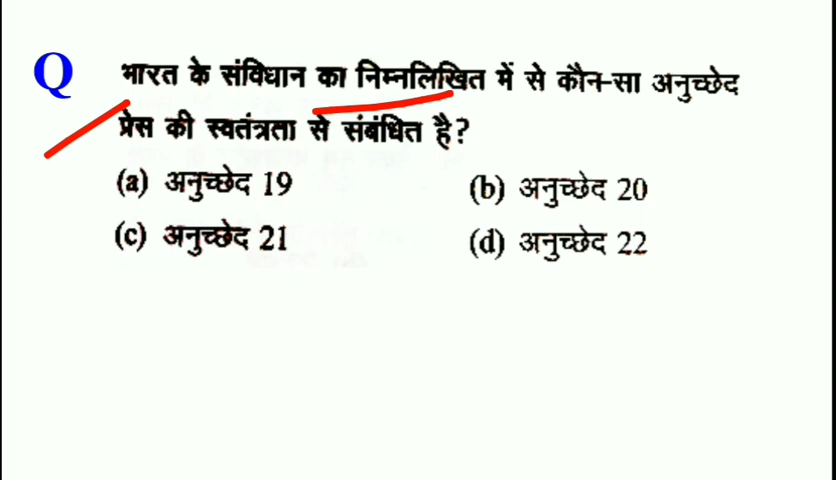 Q भारत के संविधान का निम्नलिखित में से कौन-सा अनुच्छेद
प्रेस की स्वतंत्रता से संबंधित है?
(a) अनुच्छेद 19 (b) अनुच्छेद 20
(c) अनुच्छेद 21 (d) अनुच्छेद 22